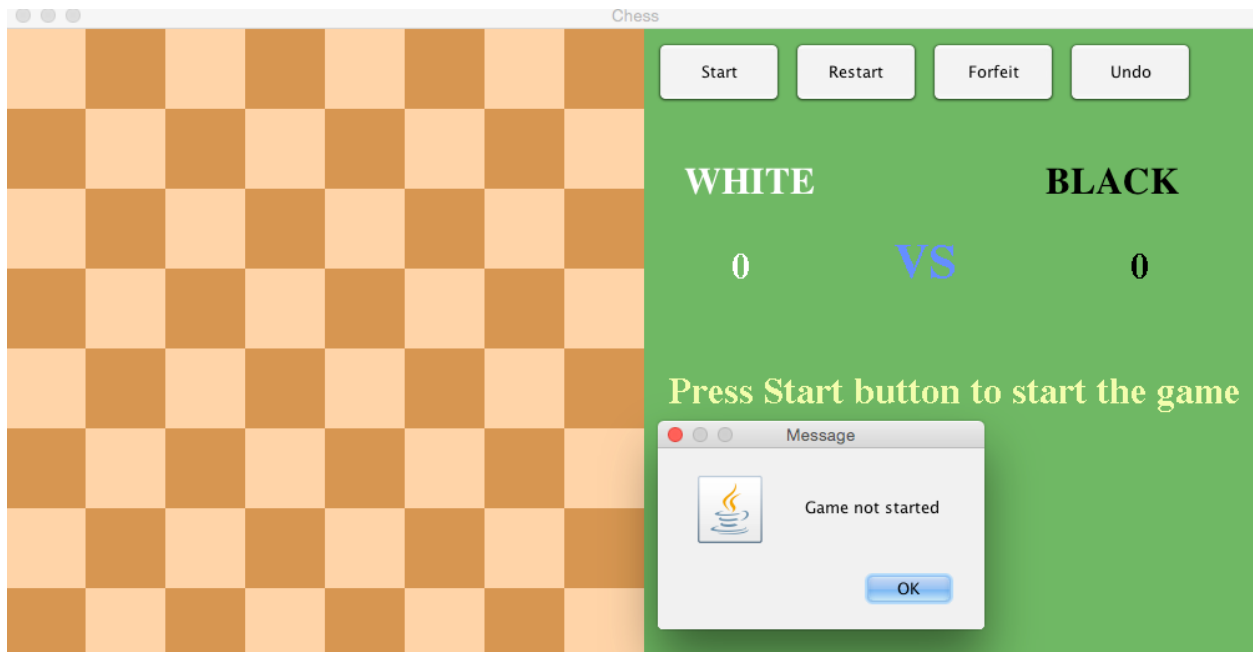 Chess
Start Restart Forfeit Undo
WHITE BLACK
0 VS 0
Press Start button to start the game
Message
Game not started
OK